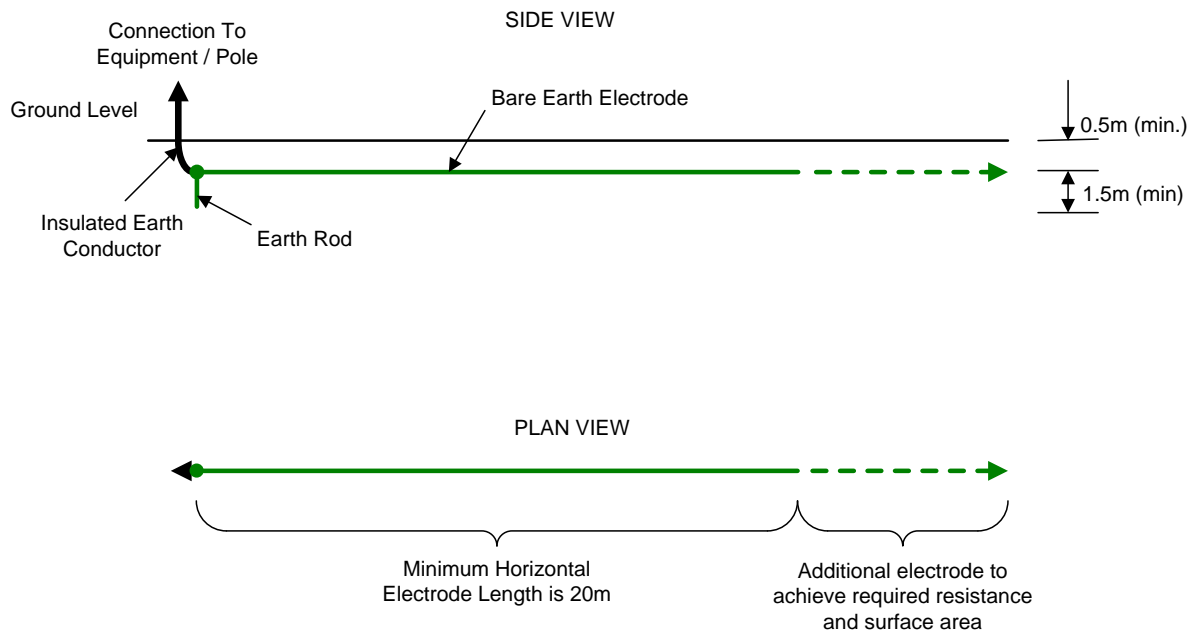 SIDE VIEW
Connection To
Equipment / Pole
Ground Level
Bare Earth Electrode
0.5m (min.)
1.5m (min)
Insulated Earth
Conductor
Earth Rod
PLAN VIEW
Minimum Horizontal
Electrode Length is 20m
Additional electrode to
achieve required resistance
and surface area